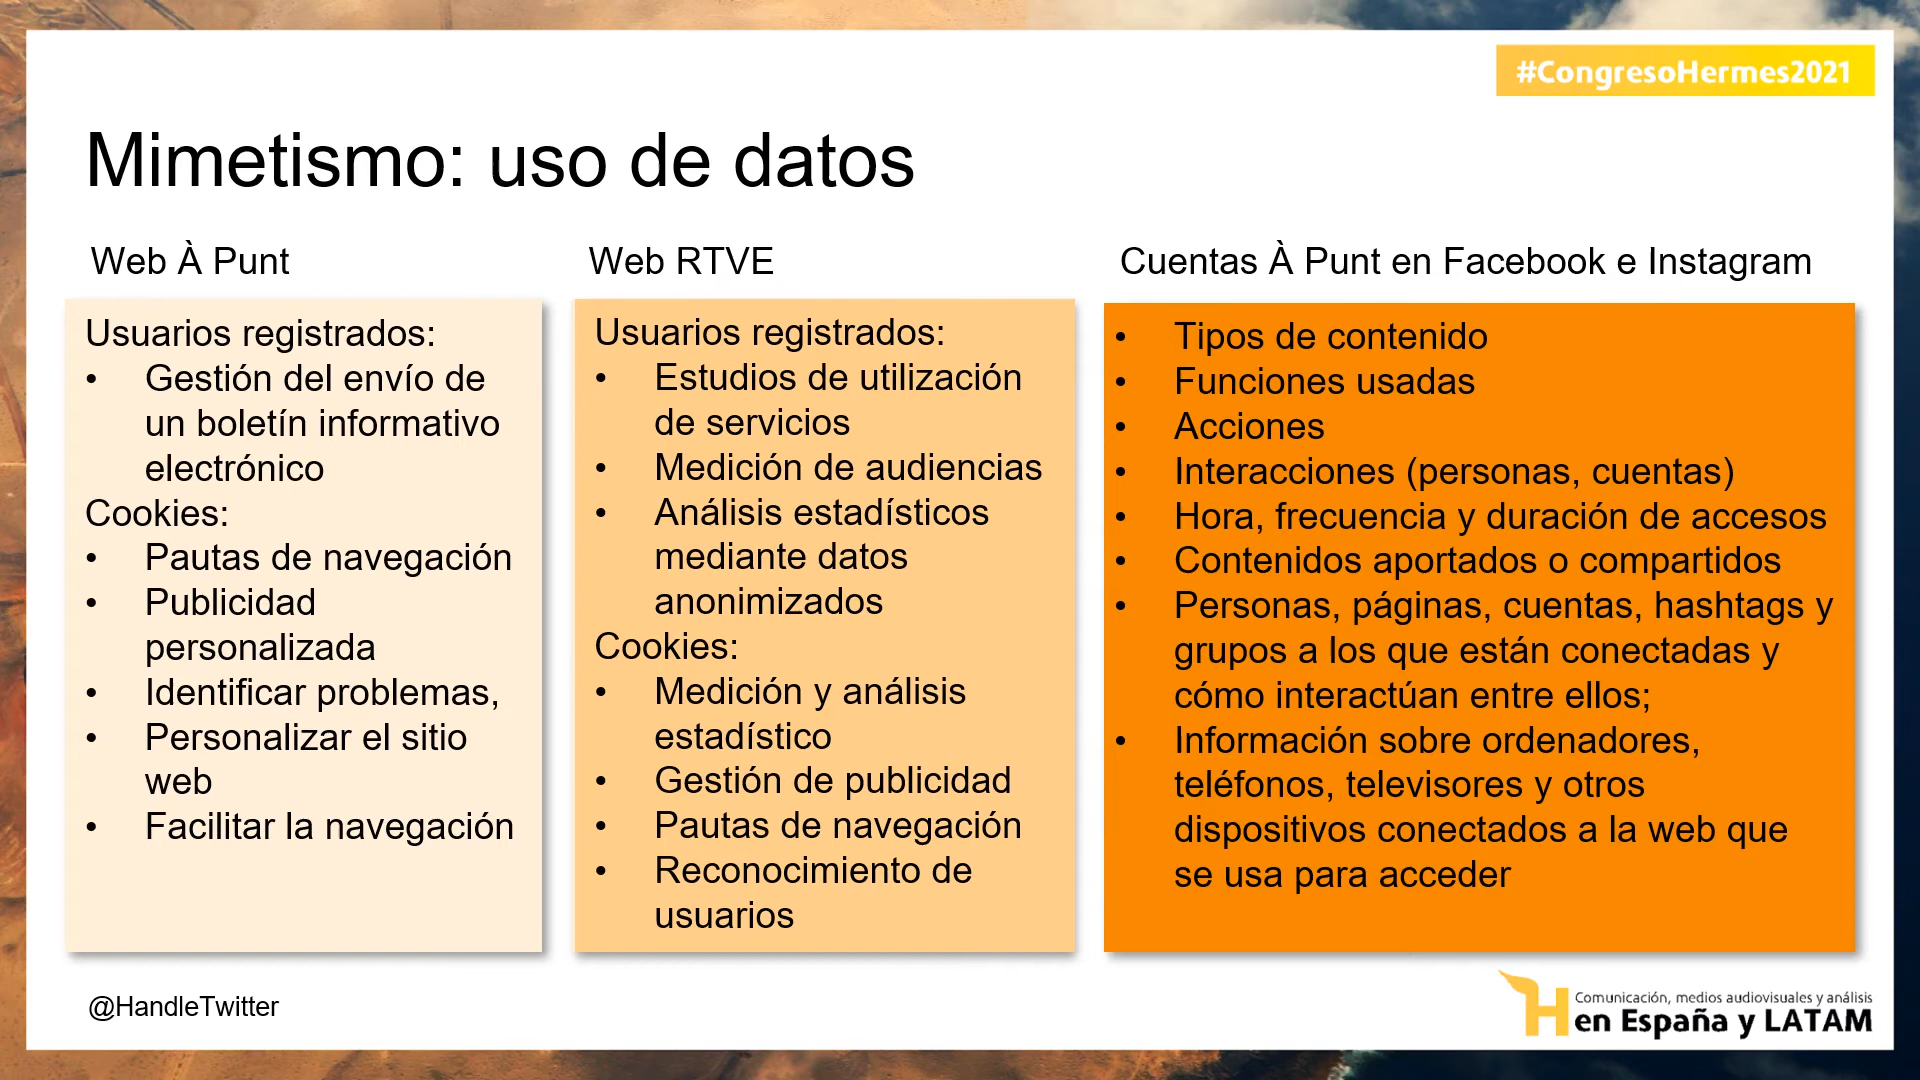 #CongresoHermes2021
Mimetismo: uso de datos
Web À Punt
Usuarios registrados:
• Gestión del envío de
un boletín informativo
electrónico
Cookies:
• Pautas de navegación
• Publicidad
personalizada
• Identificar problemas,
• Personalizar el sitio
web
• Facilitar la navegación
Web RTVE
Usuarios registrados:
• Estudios de utilización
de servicios
• Medición de audiencias
• Análisis estadísticos
mediante datos
anonimizados
Cookies:
• Medición y análisis
estadístico
• Gestión de publicidad
• Pautas de navegación
• Reconocimiento de
usuarios
Cuentas À Punt en Facebook e Instagram
• Tipos de contenido
• Funciones usadas
• Acciones
• Interacciones (personas, cuentas)
• Hora, frecuencia y duración de accesos
• Contenidos aportados o compartidos
• Personas, páginas, cuentas, hashtags y
grupos a los que están conectadas y
cómo interactúan entre ellos;
• Información sobre ordenadores,
teléfonos, televisores y otros
dispositivos conectados a la web que
se usa para acceder
@HandleTwitter
H
Comunicación, medios audiovisuales y análisis
en España y LATAM